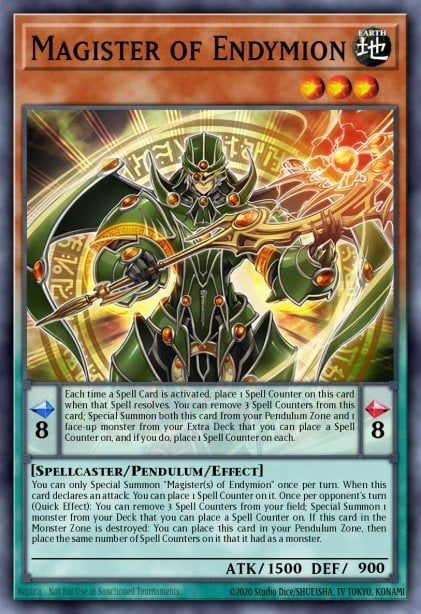 Magister of Endymion
EARTH
地
Each time a Spell Card is activated, place 1 Spell Counter on this card
when that Spell resolves. You can remove 3 Spell Counters from this
card; Special Summon both this card from your Pendulum Zone and 1
face-up monster from your Extra Deck that you can place a
Spell Counter on, and if you do, place 1 Spell Counter on each.
8
8
[Spellcaster/Pendulum/Effect]
You can only Special Summon "Magister(s) of Endymion" once per turn. When this
card declares an attack: You can place 1 Spell Counter on it. Once per opponent's turn
(Quick Effect): You can remove 3 Spell Counters from your field; Special Summon 1
monster from your Deck that you can place a Spell Counter on. If this card in the
Monster Zone is destroyed: You can place this card in your Pendulum Zone, then
place the same number of Spell Counters on it that it had as a monster.
ATK/1500 DEF/ 900
Replica - Not For Use in Sanctioned Tournaments
©2020 Studio Dice/SHUEISHA, TV TOKYO, KONAMI